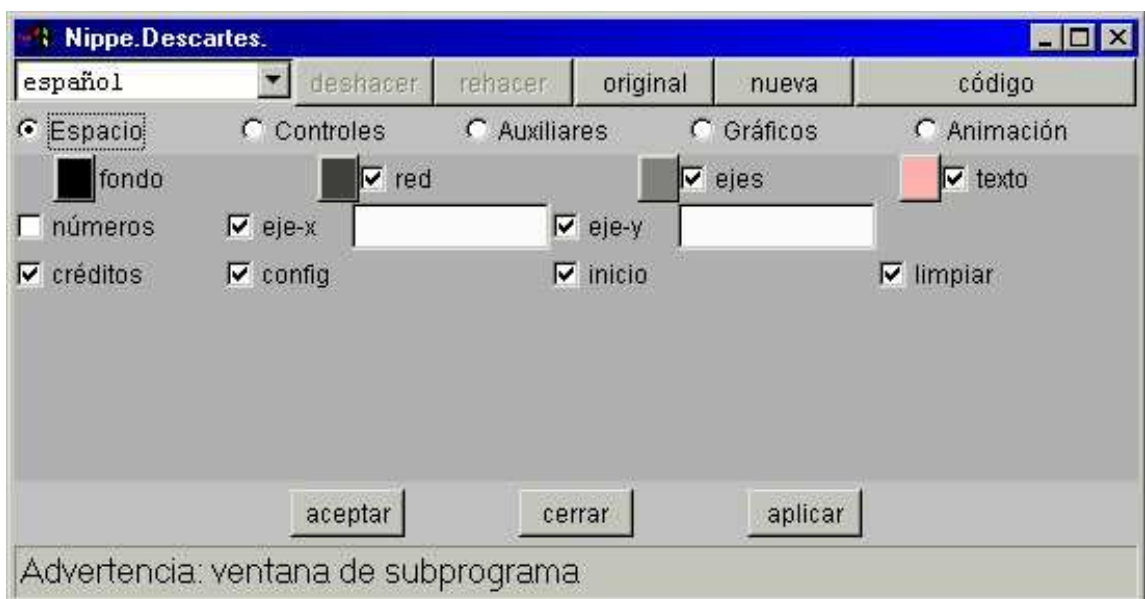 Nippe.Descartes.
español deshacer rehacer original nueva código
Espacio Controles Auxiliares Gráficos Animación
fondo red ejes texto
números eje-x eje-y
créditos config inicio limpiar
aceptar cerrar aplicar
Advertencia: ventana de subprograma